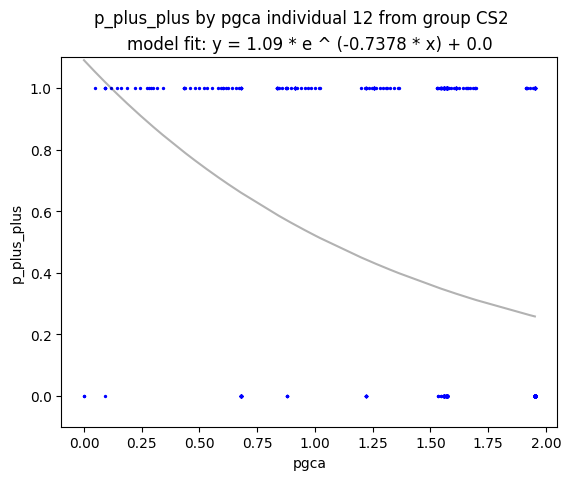 p_plus_plus by pgca individual 12 from group CS2
model fit: y = 1.09 * e ^ (-0.7378 * x) + 0.0
1.0
0.8
0.6
0.4
0.2
0.0
p_plus_plus
0.00 0.25 0.50 0.75 1.00 1.25 1.50 1.75 2.00
pgca